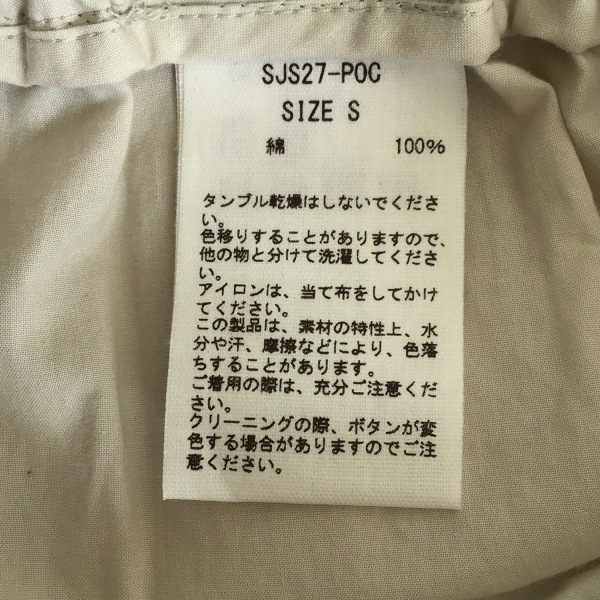 SJS27-POC
SIZE S
綿 100%
タンブル乾燥はしないでくださ
い。
色移りすることがありますので、
他の物と分けて洗濯してくださ
い。
アイロンは、当て布をしてかけ
てください。
この製品は、素材の特性上、水
分や汗、摩擦などにより、色落
ちすることがあります。
ご着用の際は、充分ご注意くだ
さい。
クリーニングの際、ボタンが変
色する場合がありますのでご注
意ください。